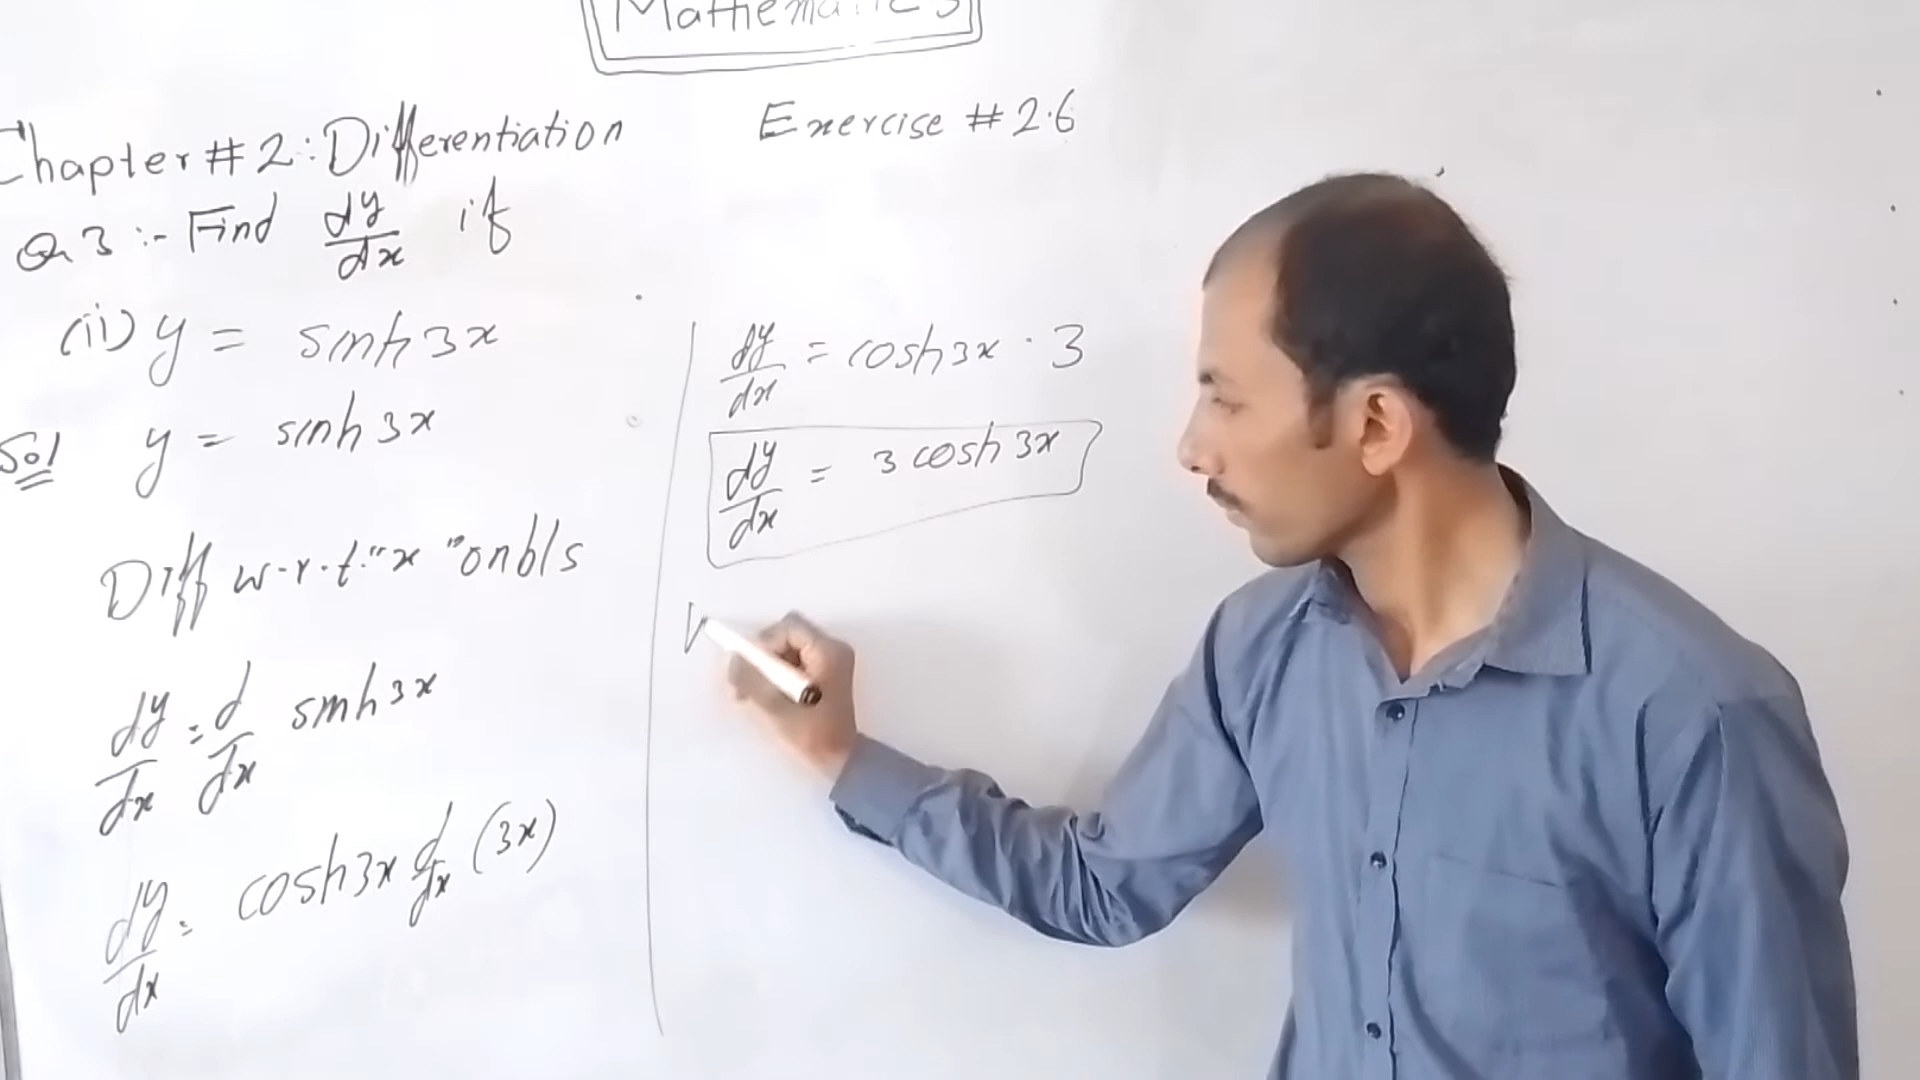 Mathematics
Chapter # 2 : Differentiation
Exercise # 2.6
Q 3 :- Find dy/dx if
(ii) y = sinh 3x
Sol y = sinh 3x
Diff w.r.t. "x" on b/s
dy/dx = d/dx sinh 3x
dy/dx = cosh 3x d/dx (3x)
dy/dx = cosh 3x · 3
dy/dx = 3 cosh 3x